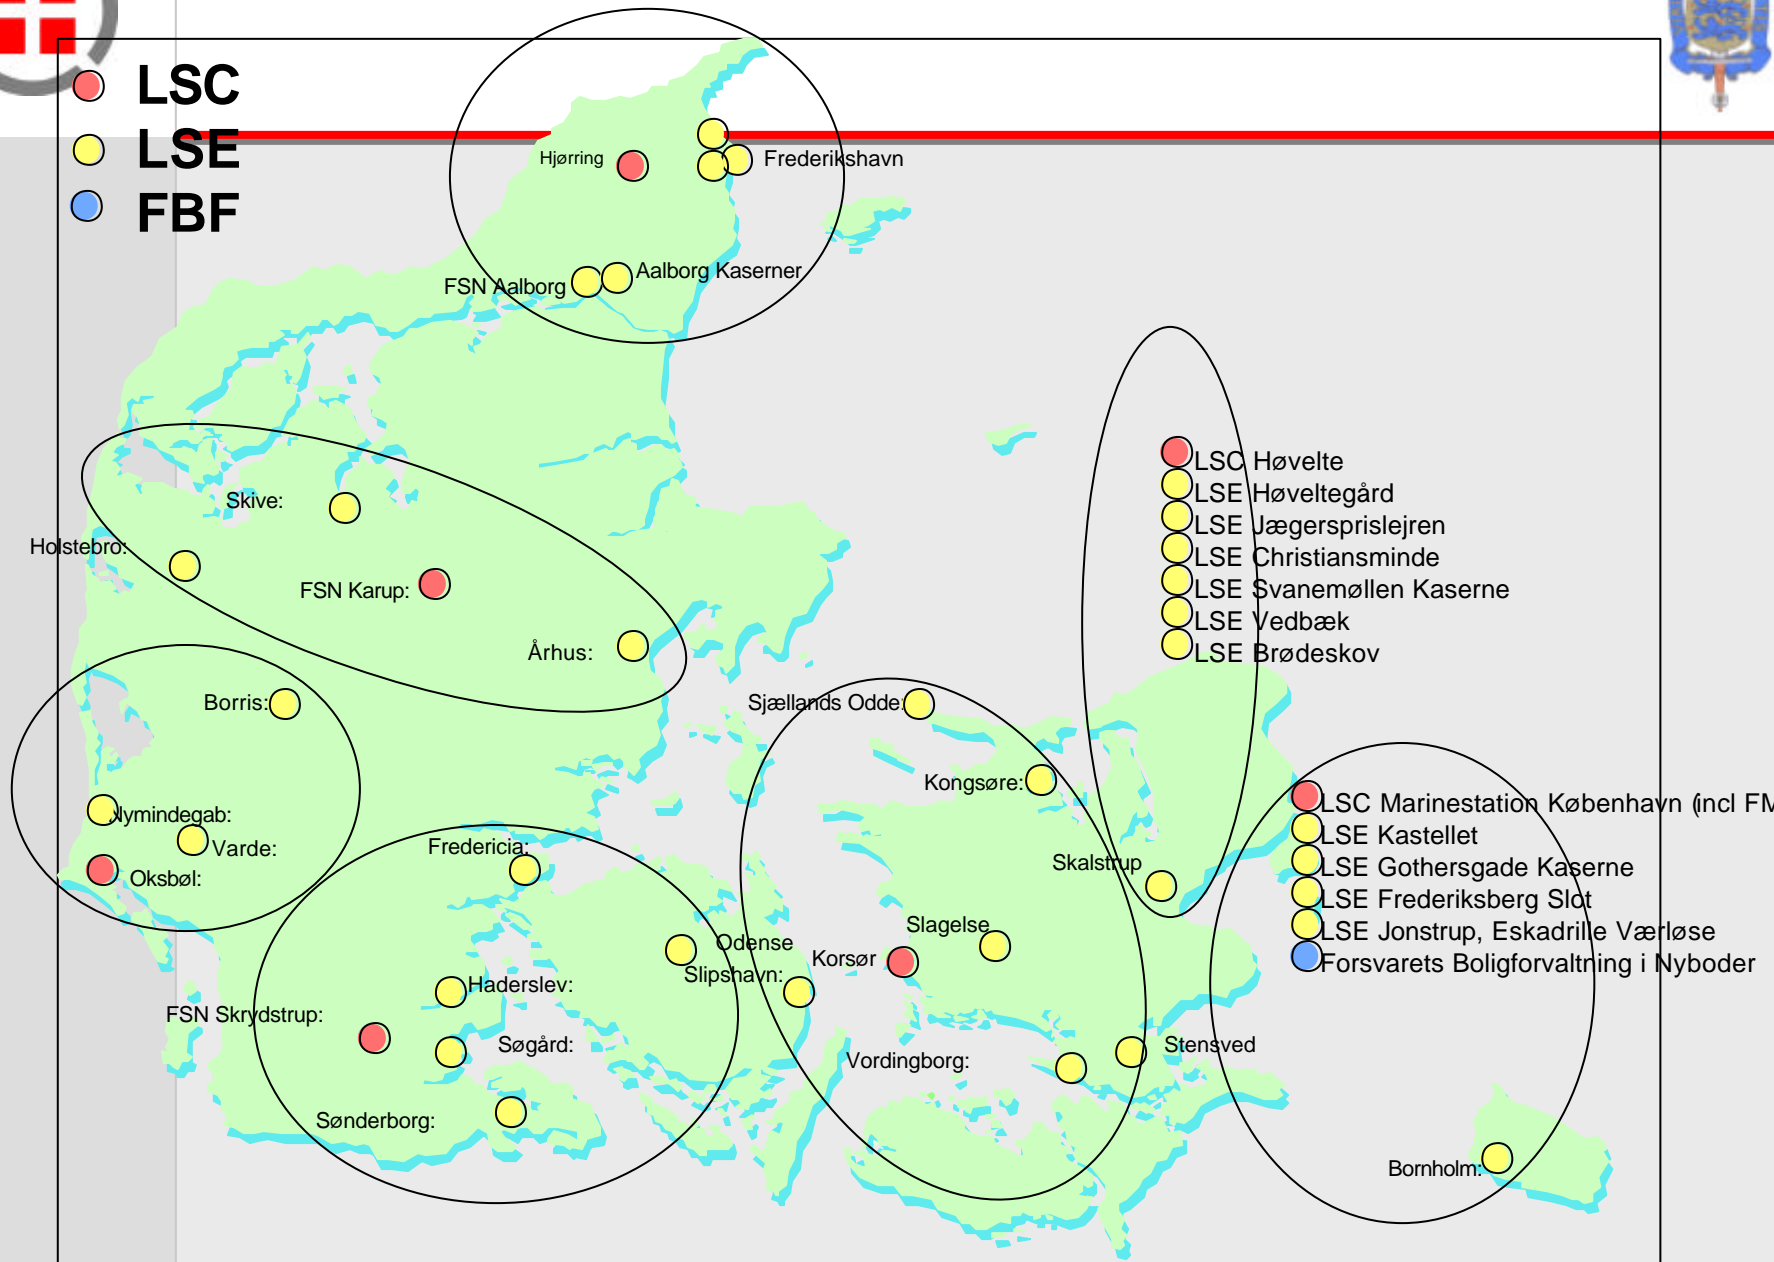 LSC
LSE
FBF
Hjørring
Frederikshavn
FSN Aalborg
Aalborg Kaserner
Skive:
Holstebro:
FSN Karup:
Århus:
LSC Høvelte
LSE Høveltegård
LSE Jægersprislejren
LSE Christiansminde
LSE Svanemøllen Kaserne
LSE Vedbæk
LSE Brødeskov
Borris:
Nymindegab:
Varde:
Oksbøl:
Sjællands Odde:
Kongsøre:
Skalstrup
Slagelse
Korsør
Vordingborg:
Stensved
LSC Marinestation København (incl FM
LSE Kastellet
LSE Gothersgade Kaserne
LSE Frederiksberg Slot
LSE Jonstrup, Eskadrille Værløse
Forsvarets Boligforvaltning i Nyboder
Fredericia:
Odense
Slipshavn:
Haderslev:
FSN Skrydstrup:
Søgård:
Sønderborg:
Bornholm: